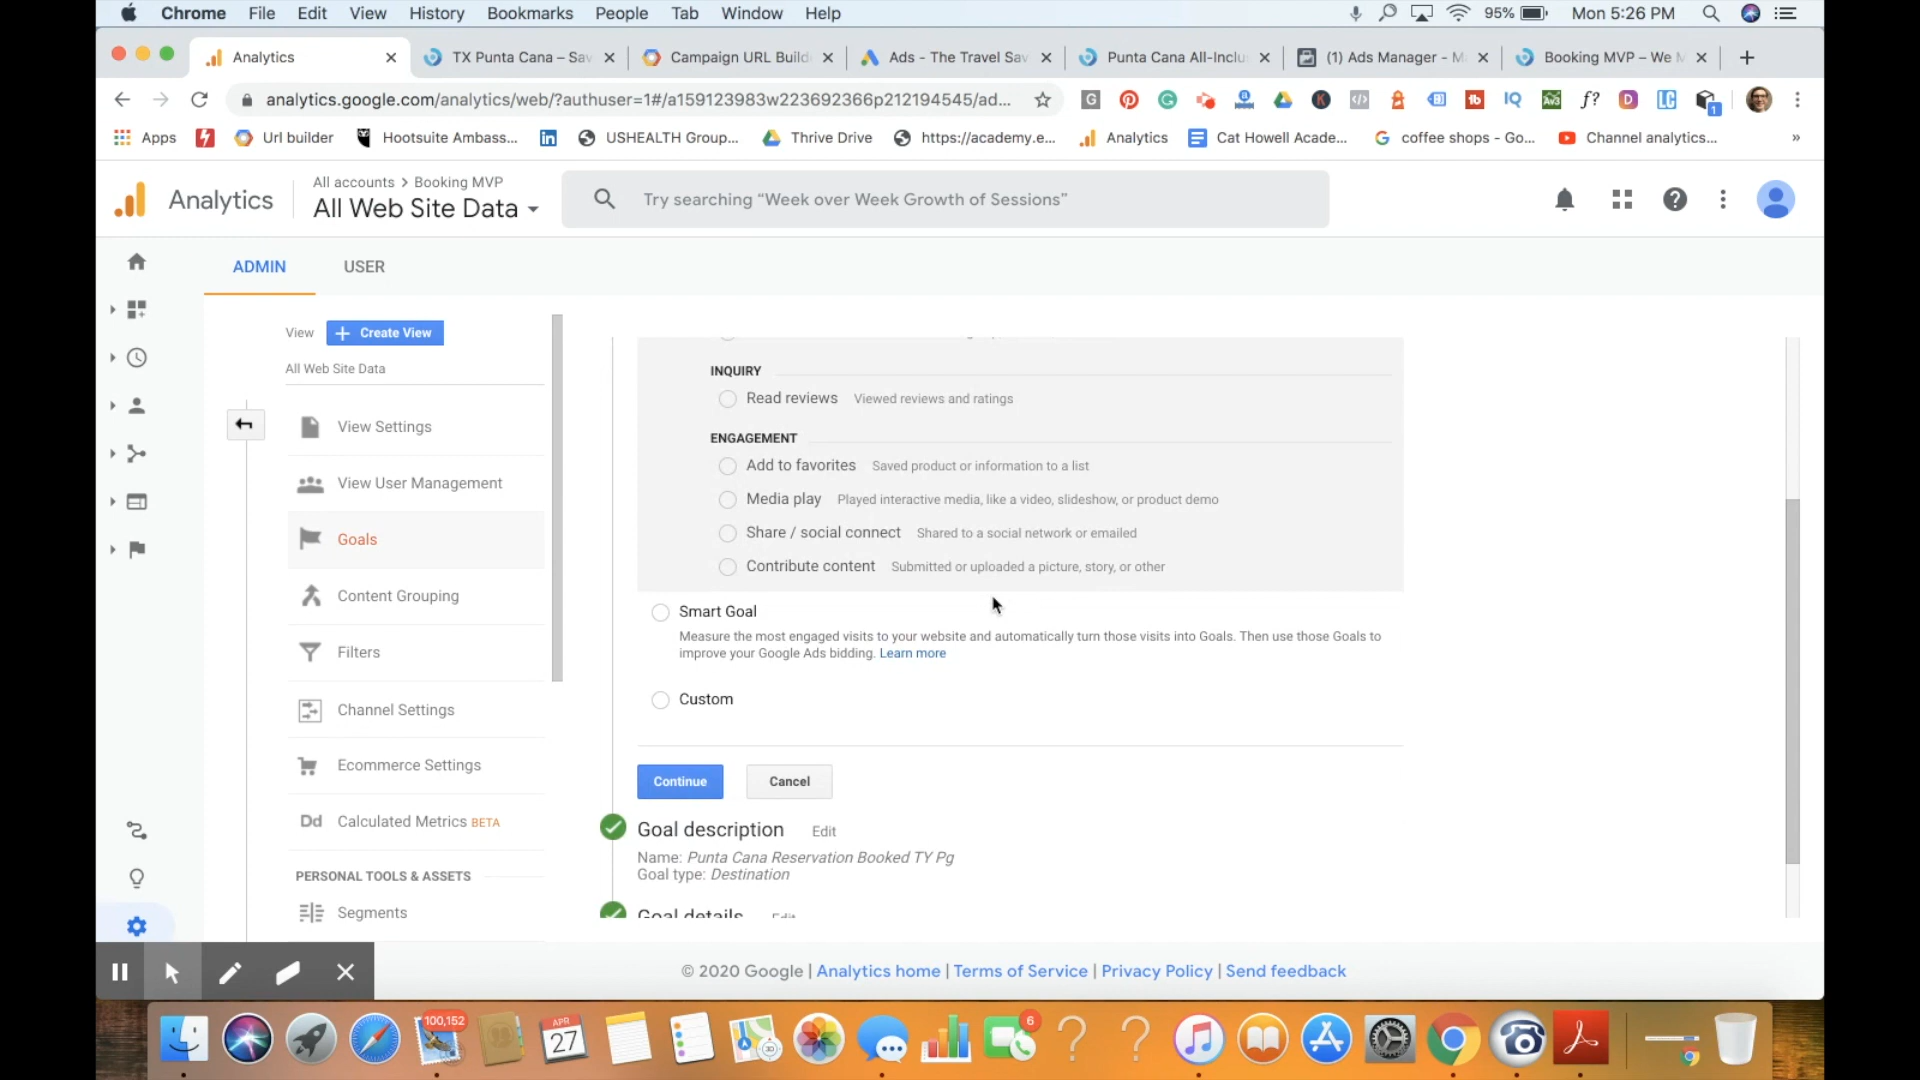 Chrome File Edit View History Bookmarks People Tab Window Help 95% Mon 5:26 PM
Analytics TX Punta Cana – Sav Campaign URL Build Ads - The Travel Sav Punta Cana All-Inclu (1) Ads Manager - M Booking MVP – We M
analytics.google.com/analytics/web/?authuser=1#/a159123983w223692366p212194545/ad...
Apps Url builder Hootsuite Ambass... USHEALTH Group... Thrive Drive https://academy.e... Analytics Cat Howell Acade... coffee shops - Go... Channel analytics... »
All accounts > Booking MVP
Analytics All Web Site Data Try searching “Week over Week Growth of Sessions”
ADMIN USER
View + Create View
All Web Site Data
View Settings
View User Management
Goals
Content Grouping
Filters
Channel Settings
Ecommerce Settings
Dd Calculated Metrics BETA
PERSONAL TOOLS & ASSETS
Segments
INQUIRY
Read reviews Viewed reviews and ratings
ENGAGEMENT
Add to favorites Saved product or information to a list
Media play Played interactive media, like a video, slideshow, or product demo
Share / social connect Shared to a social network or emailed
Contribute content Submitted or uploaded a picture, story, or other
Smart Goal
Measure the most engaged visits to your website and automatically turn those visits into Goals. Then use those Goals to
improve your Google Ads bidding. Learn more
Custom
Continue Cancel
Goal description Edit
Name: Punta Cana Reservation Booked TY Pg
Goal type: Destination
Goal details Edit
© 2020 Google | Analytics home | Terms of Service | Privacy Policy | Send feedback
100,152
APR
27
6